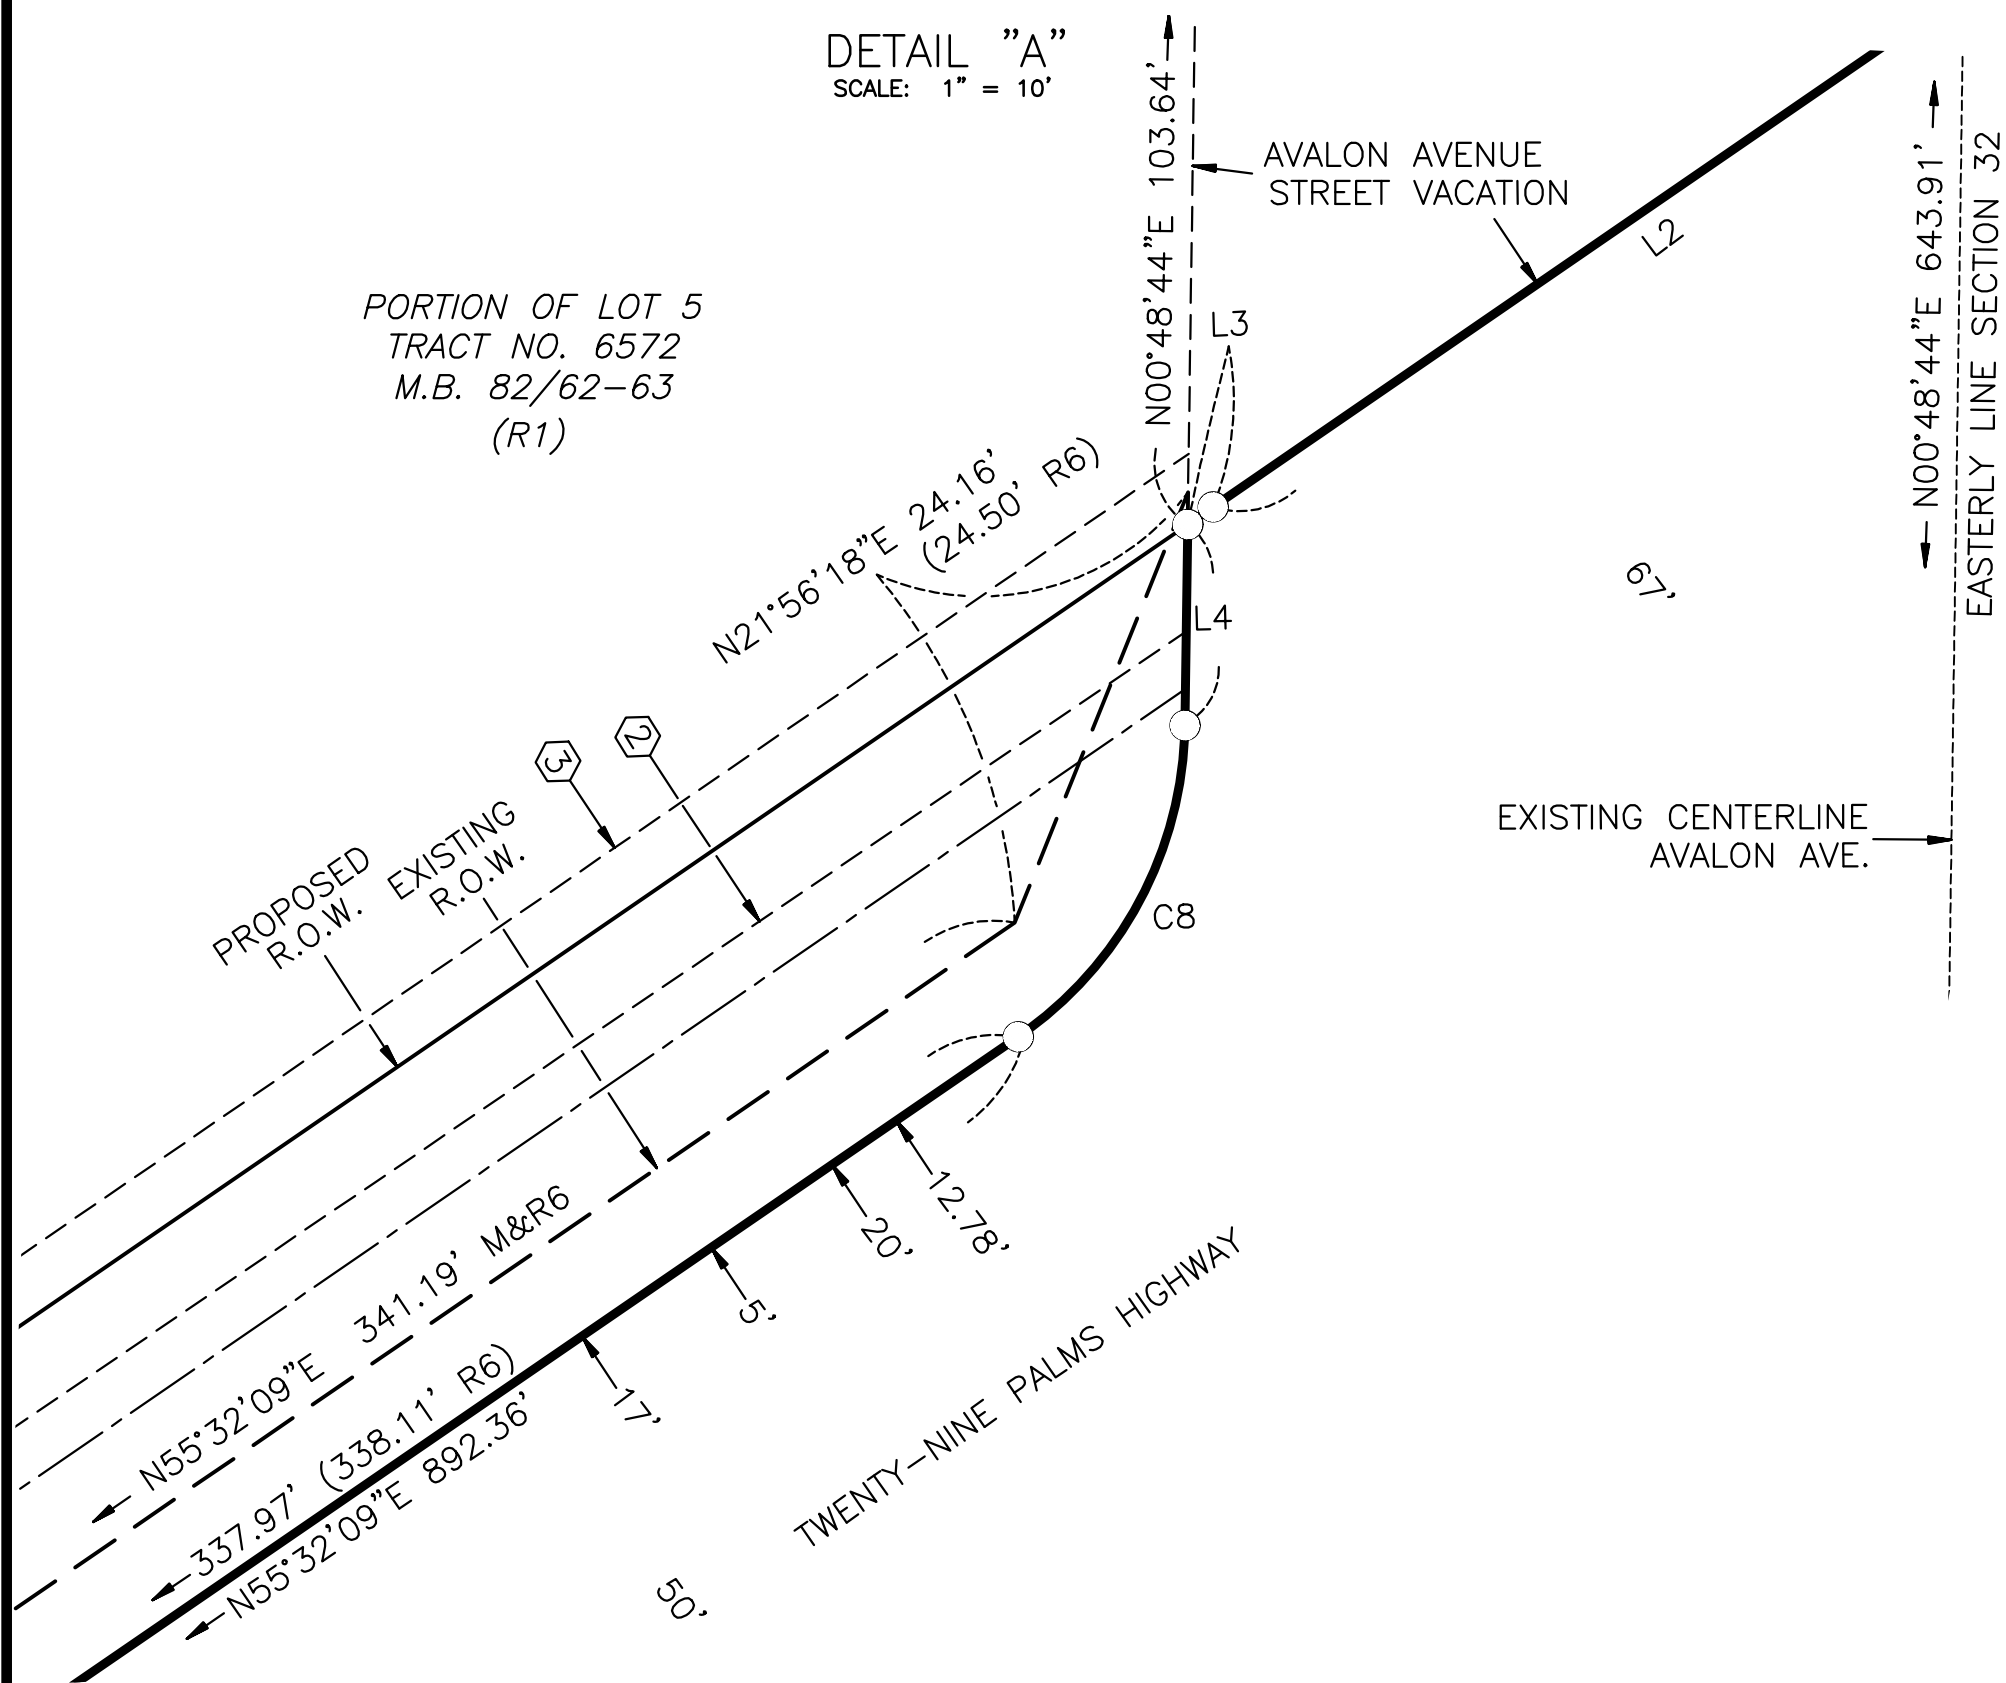 DETAIL "A"
SCALE: 1" = 10'
N00°48'44"E 103.64'
AVALON AVENUE
STREET VACATION
L2
N00°48'44"E 643.91'
EASTERLY LINE SECTION 32
PORTION OF LOT 5
TRACT NO. 6572
M.B. 82/62-63
(R1)
L3
N21°56'18"E 24.16'
(24.50' R6)
67'
L4
2
3
EXISTING CENTERLINE
AVALON AVE.
PROPOSED
R.O.W.
EXISTING
R.O.W.
C8
12.78'
20'
5'
17'
N55°32'09"E 341.19' M&R6
337.97' (338.11' R6)
N55°32'09"E 892.36'
TWENTY-NINE PALMS HIGHWAY
50'